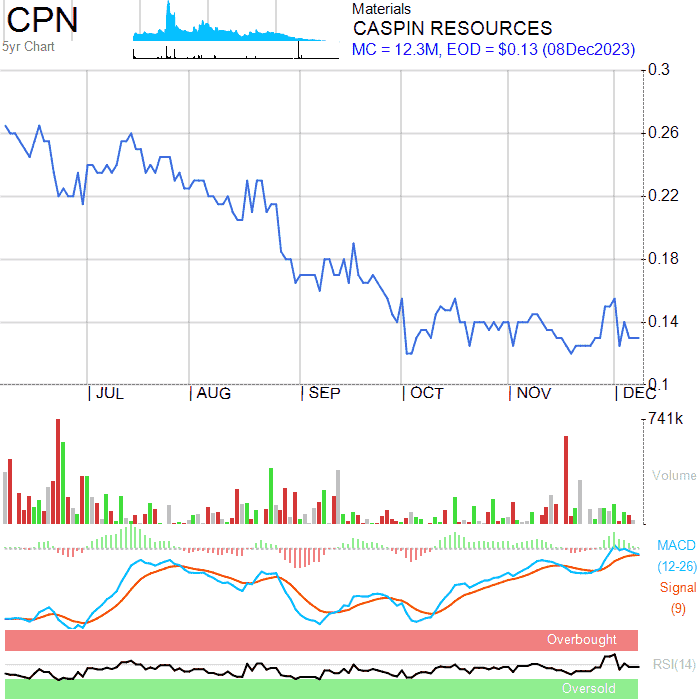 CPN
5yr Chart
Materials
CASPIN RESOURCES
MC = 12.3M, EOD = $0.13 (08Dec2023)
0.3
0.26
0.22
0.18
0.14
0.1
JUL AUG SEP OCT NOV DEC
741k
Volume
MACD
(12-26)
Signal
(9)
Overbought
RSI(14)
Oversold